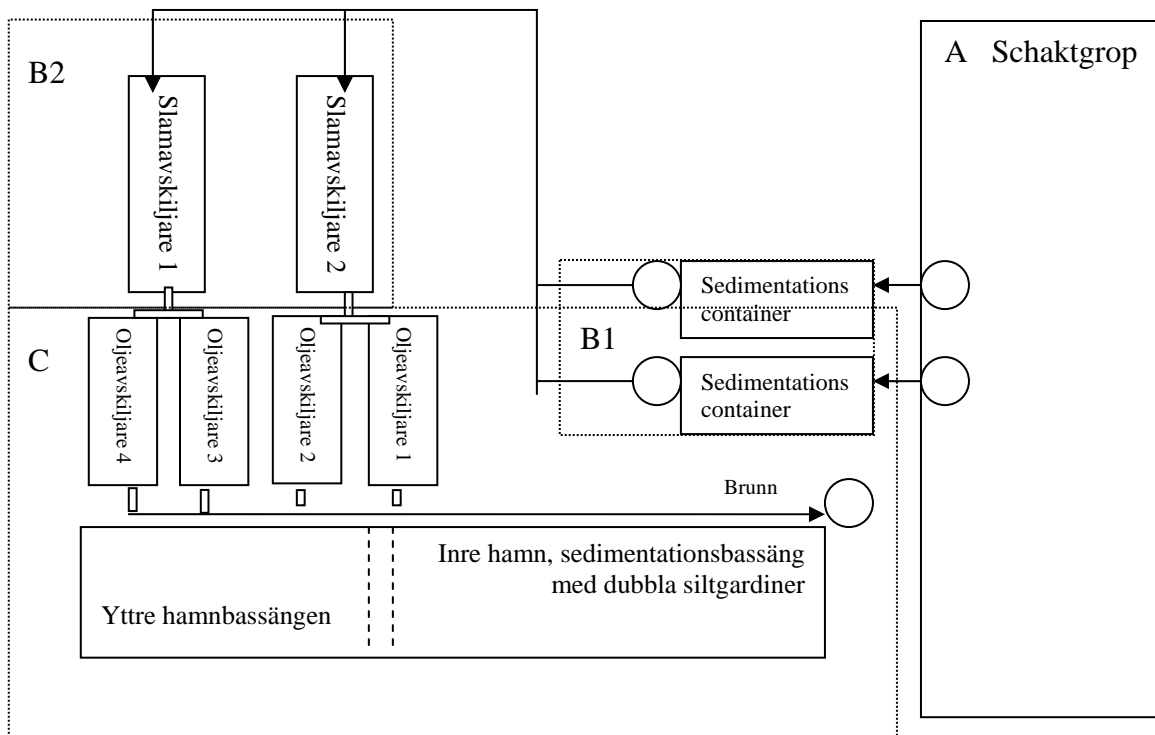 A Schaktgrop
B2
Slamavskiljare 1
Slamavskiljare 2
Sedimentations
container
B1
Sedimentations
container
C
Oljeavskiljare 4
Oljeavskiljare 3
Oljeavskiljare 2
Oljeavskiljare 1
Brunn
Inre hamn, sedimentationsbassäng
med dubbla siltgardiner
Yttre hamnbassängen